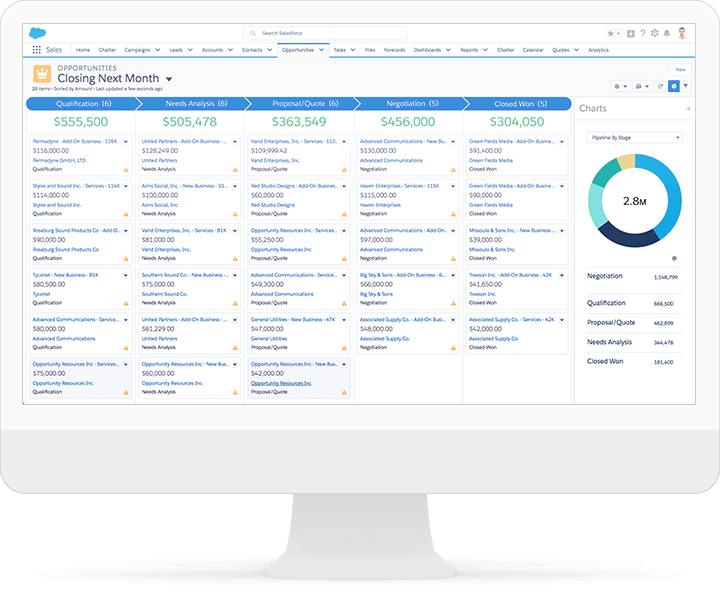 Search Salesforce
Sales Home Chatter Campaigns Leads Accounts Contacts Opportunities Tasks Files Forecasts Dashboards Reports Chatter Calendar Quotes Analytics
OPPORTUNITIES
Closing Next Month
New
28 items • Sorted by Amount • Last updated a few seconds ago
Qualification (6)
$555,500
Permadyne - Add-On Business - 116K
$116,000.00
Permadyne GmbH, LTD
Qualification
Styles and Sound Inc. - Services - 114K
$114,000.00
Styles and Sound Inc.
Qualification
Roseburg Sound Products Co - Add-O...
$90,000.00
Roseburg Sound Products Co
Qualification
Tyconet - New Business - 81K
$80,500.00
Tyconet
Qualification
Advanced Communications - Service...
$80,000.00
Advanced Communications
Qualification
Opportunity Resources Inc - Services...
$75,000.00
Opportunity Resources Inc
Qualification
Needs Analysis (6)
$505,478
United Partners - Add-On Business - ...
$128,249.00
United Partners
Needs Analysis
Aims Social, Inc. - New Business - 10...
$100,000.00
Aims Social, Inc.
Needs Analysis
Vand Enterprises, Inc. - Services - 81K
$81,000.00
Vand Enterprises, Inc.
Needs Analysis
Southern Sound Co. - New Business ...
$75,000.00
Southern Sound Co.
Needs Analysis
United Partners - Add-On Business - ...
$61,229.00
United Partners
Needs Analysis
Opportunity Resources Inc - New Busi...
$60,000.00
Opportunity Resources Inc
Needs Analysis
Proposal/Quote (6)
$363,549
Vand Enterprises, Inc. - Services - 110...
$109,999.42
Vand Enterprises, Inc.
Proposal/Quote
Red Studio Designs - Add-On Busine...
$60,000.00
Red Studio Designs
Proposal/Quote
Opportunity Resources Inc - Services...
$55,250.00
Opportunity Resources Inc
Proposal/Quote
Advanced Communications - Service...
$49,300.00
Advanced Communications
Proposal/Quote
General Utilities - New Business - 47K
$47,000.00
General Utilities
Proposal/Quote
Opportunity Resources Inc - New Busi...
$42,000.00
Opportunity Resources Inc
Proposal/Quote
Negotiation (5)
$456,000
Advanced Communications - New Bu...
$130,000.00
Advanced Communications
Negotiation
Haven Enterprises - Services - 115K
$115,000.00
Haven Enterprises
Negotiation
Advanced Communications - Add-On...
$97,000.00
Advanced Communications
Negotiation
Big Sky & Sons - Add-On Business - 6...
$66,000.00
Big Sky & Sons
Negotiation
Associated Supply Co. - Add-On Busi...
$48,000.00
Associated Supply Co.
Negotiation
Closed Won (5)
$304,050
Green Fields Media - Add-On Busine...
$91,400.00
Green Fields Media
Closed Won
Green Fields Media - Add-On Busine...
$90,000.00
Green Fields Media
Closed Won
Missoula & Sons Inc. - New Business ...
$39,000.00
Missoula & Sons Inc.
Closed Won
Towson Inc. - Add-On Business - 42K
$41,650.00
Towson Inc.
Closed Won
Associated Supply Co. - Services - 42K
$42,000.00
Associated Supply Co.
Closed Won
Charts
Pipeline By Stage
2.8M
Negotiation 1,148,799
Qualification 666,500
Proposal/Quote 462,899
Needs Analysis 344,478
Closed Won 181,400